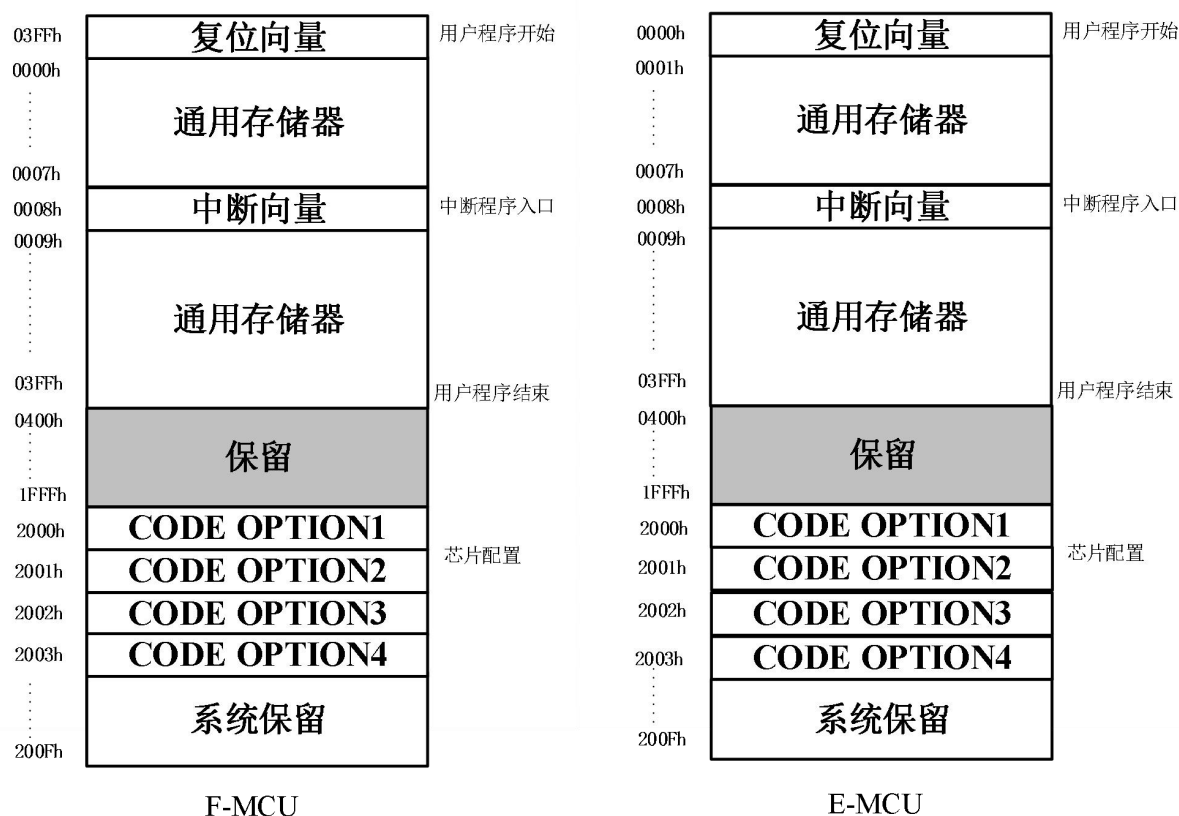 03FFh 复位向量 用户程序开始
0000h
通用存储器
0007h
0008h 中断向量 中断程序入口
0009h
通用存储器
03FFh 用户程序结束
0400h
保留
1FFFh
2000h CODE OPTION1
芯片配置
2001h CODE OPTION2
2002h CODE OPTION3
2003h CODE OPTION4
系统保留
200Fh
F-MCU
0000h 复位向量 用户程序开始
0001h
通用存储器
0007h
0008h 中断向量 中断程序入口
0009h
通用存储器
03FFh 用户程序结束
0400h
保留
1FFFh
2000h CODE OPTION1
芯片配置
2001h CODE OPTION2
2002h CODE OPTION3
2003h CODE OPTION4
系统保留
200Fh
E-MCU